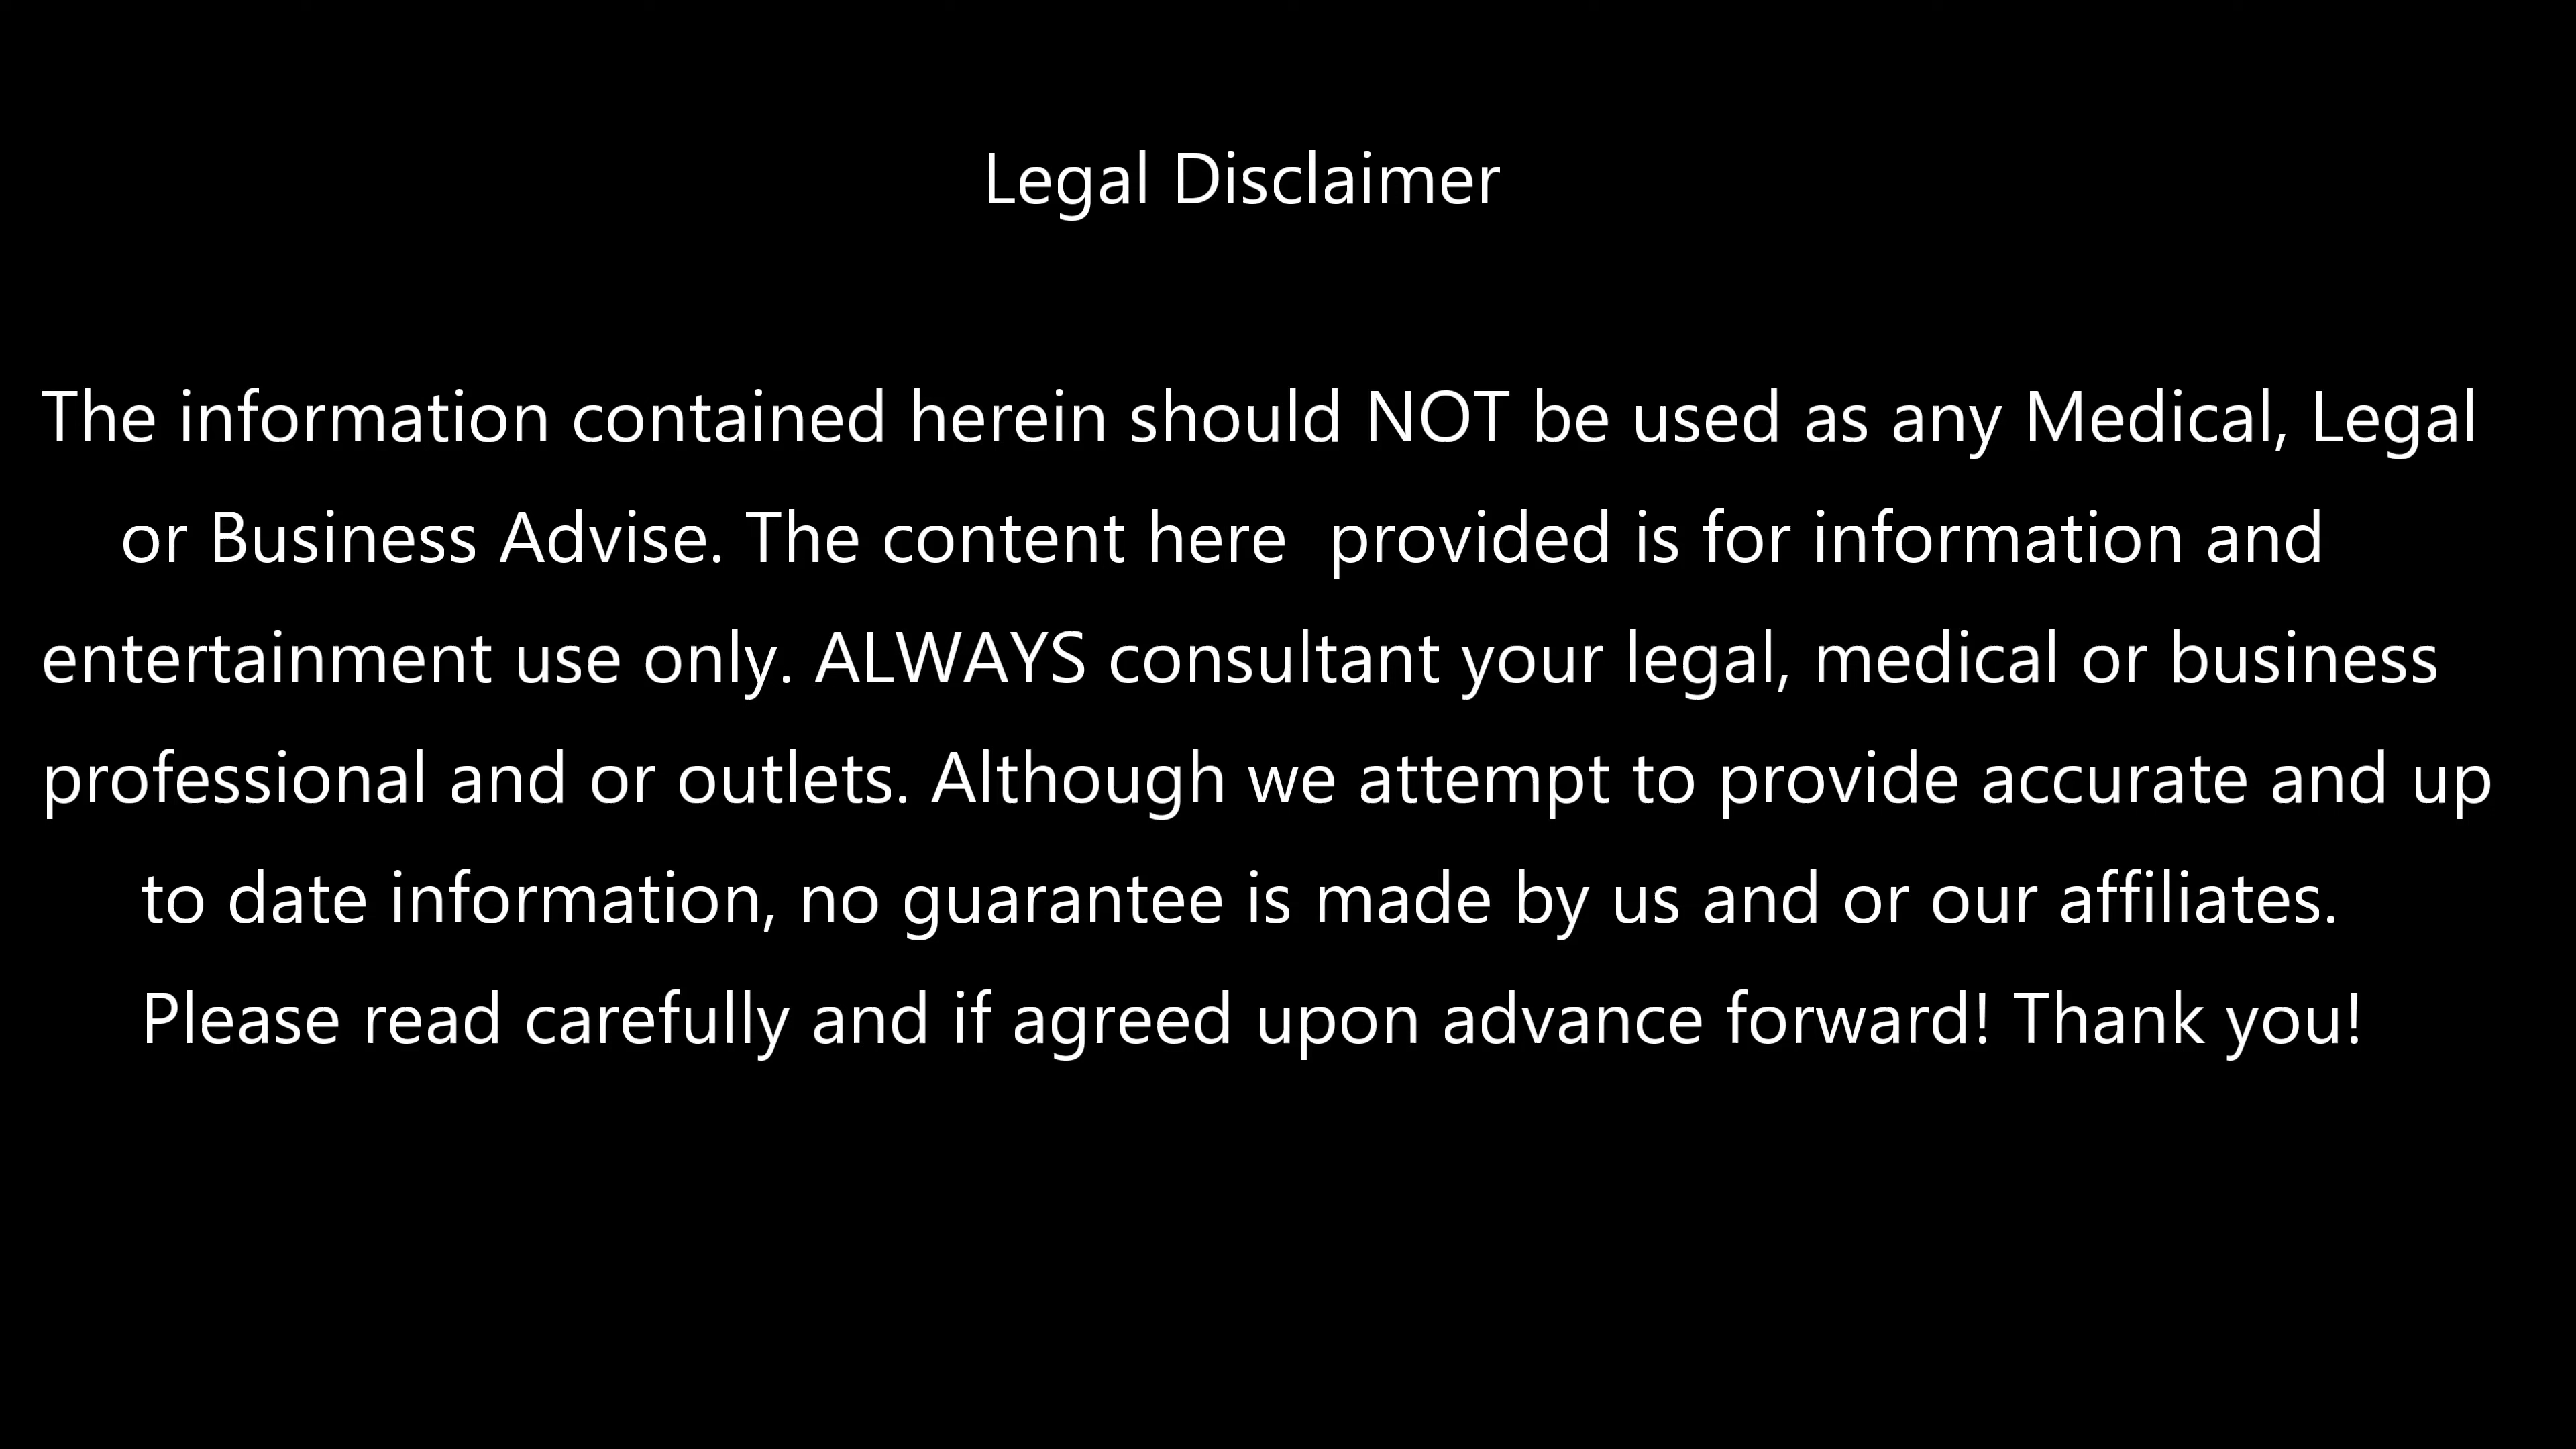 Legal Disclaimer
The information contained herein should NOT be used as any Medical, Legal
or Business Advise. The content here  provided is for information and
entertainment use only. ALWAYS consultant your legal, medical or business
professional and or outlets. Although we attempt to provide accurate and up
to date information, no guarantee is made by us and or our affiliates.
Please read carefully and if agreed upon advance forward! Thank you!